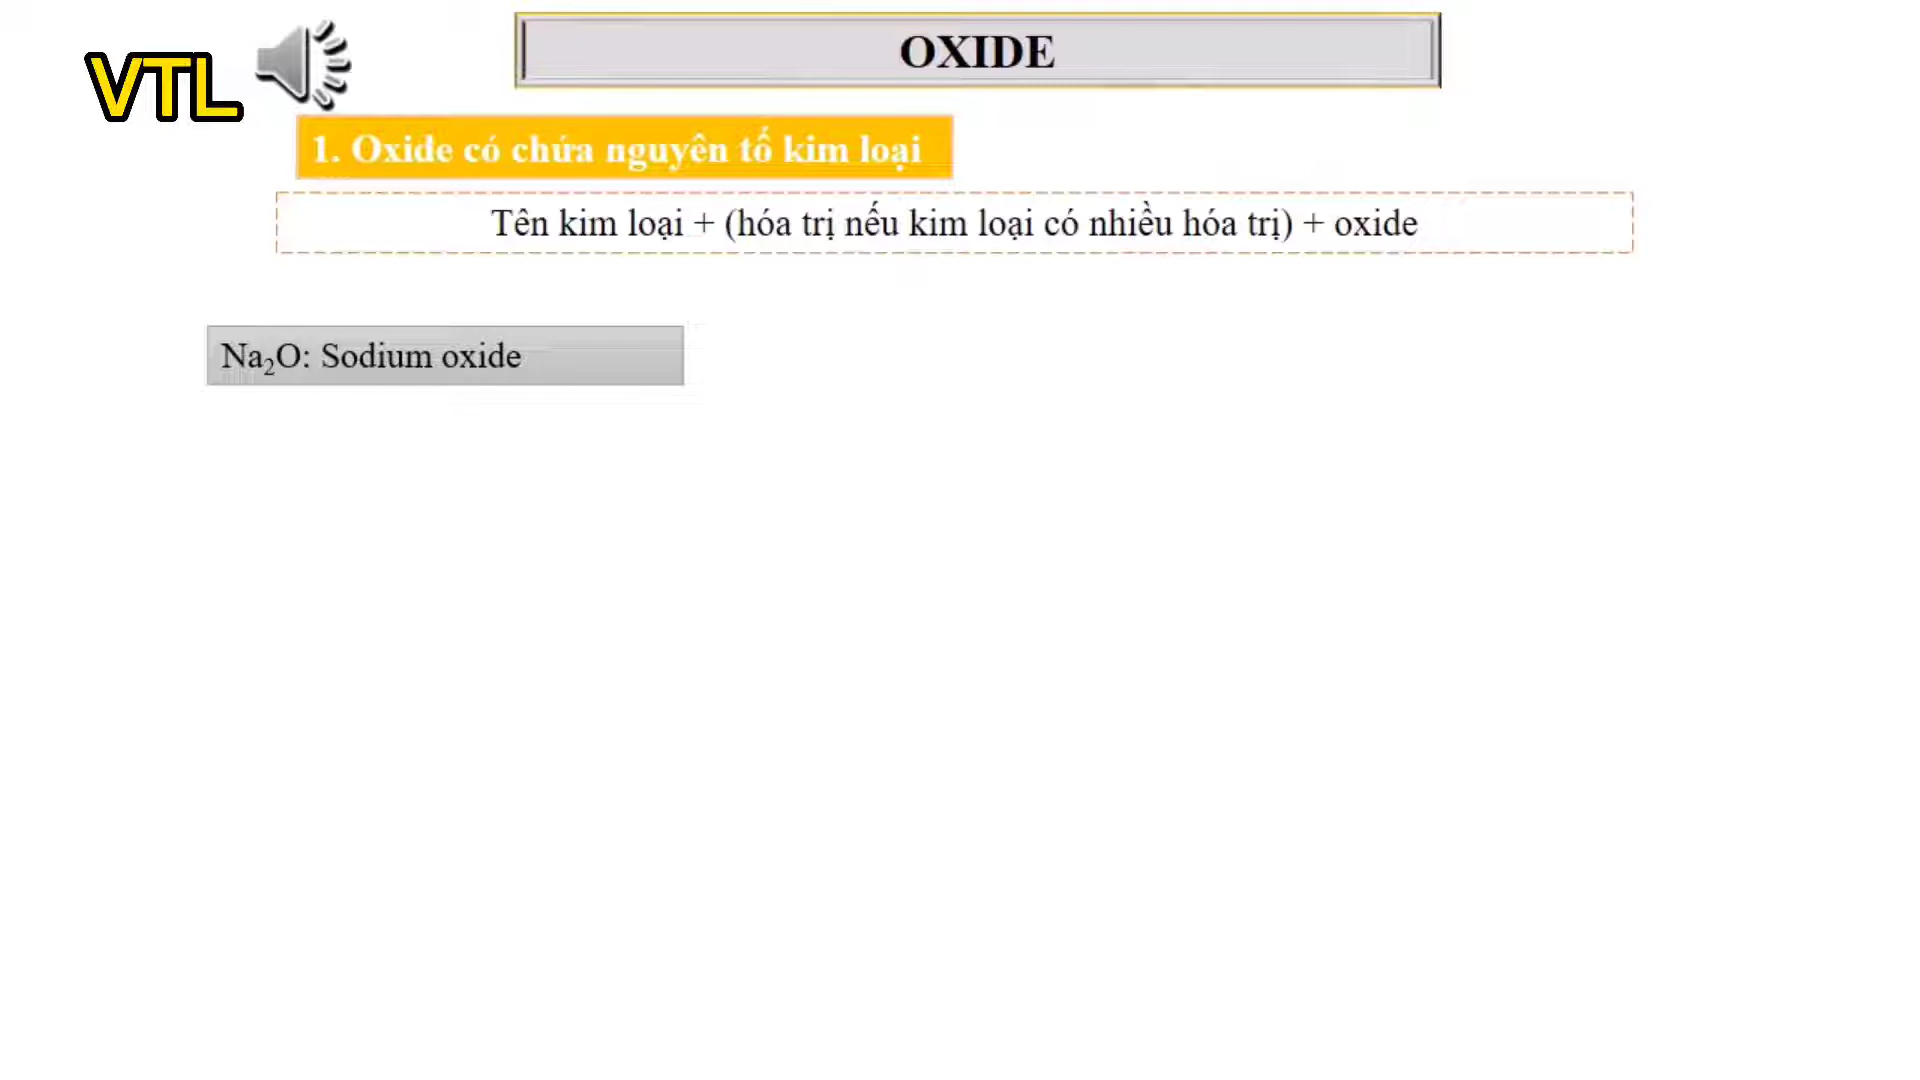 VTL
OXIDE
1. Oxide có chứa nguyên tố kim loại
Tên kim loại + (hóa trị nếu kim loại có nhiều hóa trị) + oxide
Na₂O: Sodium oxide